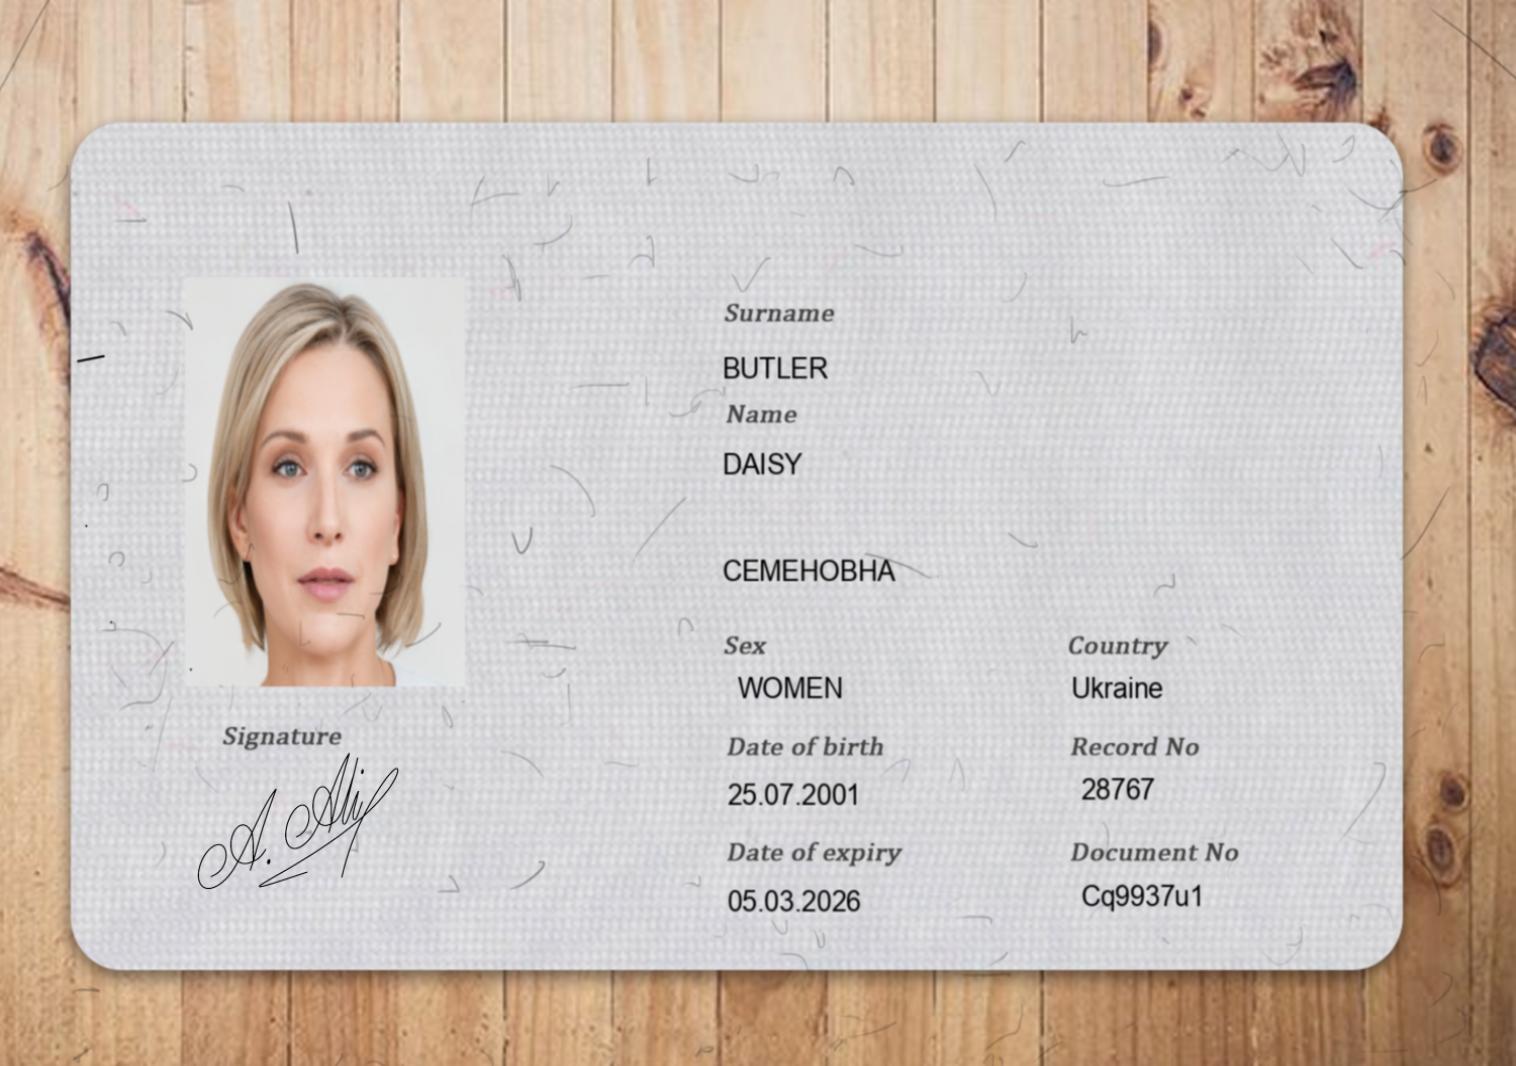 Surname
BUTLER
Name
DAISY
СЕМЕНОВНА
Sex
Country
WOMEN
Ukraine
Date of birth
Record No
25.07.2001
28767
Date of expiry
Document No
05.03.2026
Cq9937u1
Signature
A. Ali